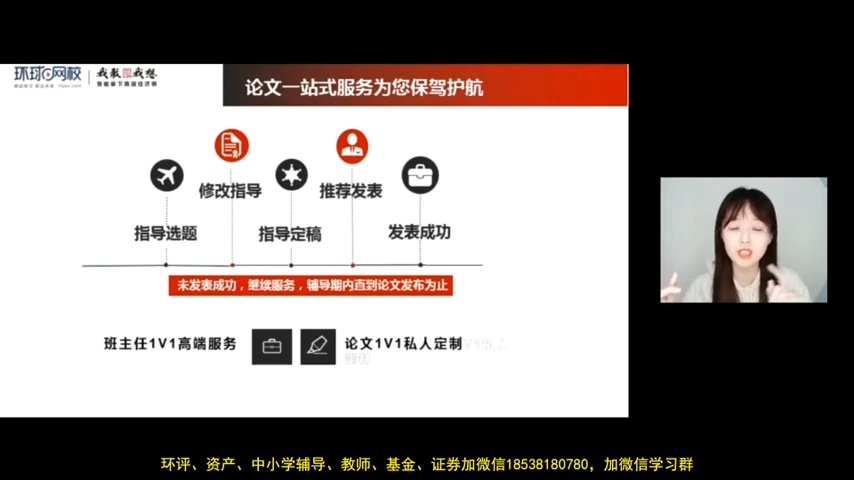 环球网校
我教你我想
论文一站式服务为您保驾护航
修改指导
推荐发表
指导选题
指导定稿
发表成功
未发表成功，继续服务，辅导期内直到论文发布为止
班主任1V1高端服务
论文1V1私人定制
环评、资产、中小学辅导、教师、基金、证券加微信18538180780，加微信学习群